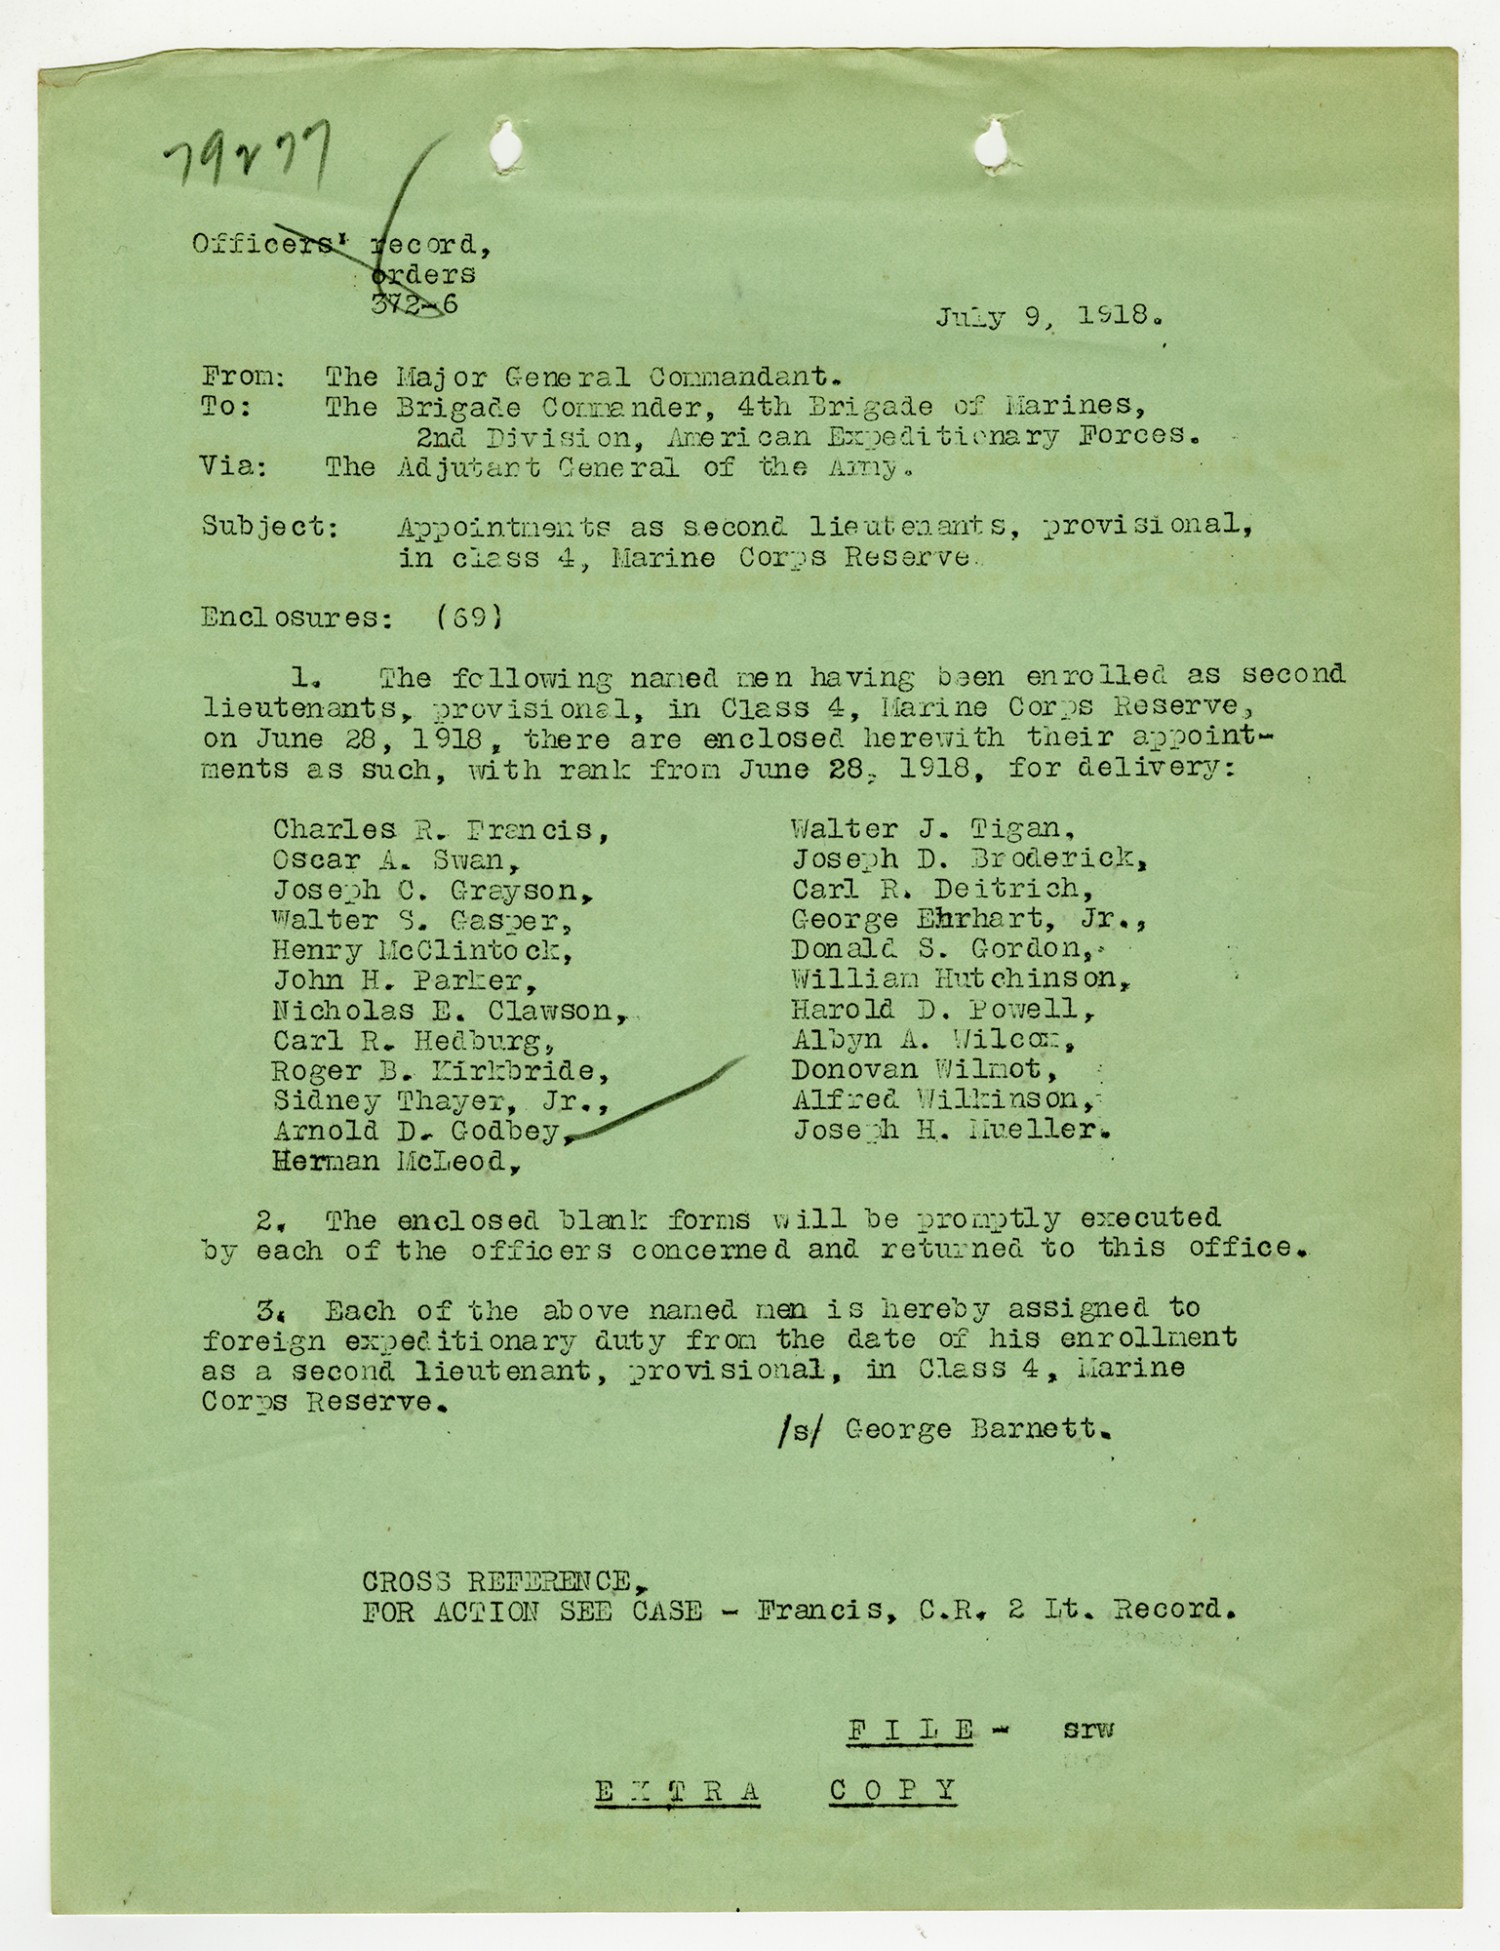 79277
Officers' record,
orders
372-6
July 9, 1918.
From: The Major General Commandant.
To: The Brigade Commander, 4th Brigade of Marines,
2nd Division, American Expeditionary Forces.
Via: The Adjutant General of the Army.
Subject: Appointments as second lieutenants, provisional,
in class 4, Marine Corps Reserve.
Enclosures: (69)
1. The following named men having been enrolled as second
lieutenants, provisional, in Class 4, Marine Corps Reserve,
on June 28, 1918, there are enclosed herewith their appoint-
ments as such, with rank from June 28, 1918, for delivery:
Charles R. Francis,
Oscar A. Swan,
Joseph C. Grayson,
Walter S. Gasper,
Henry McClintock,
John H. Parker,
Nicholas E. Clawson,
Carl R. Hedburg,
Roger B. Kirkbride,
Sidney Thayer, Jr.,
Arnold D. Godbey,
Herman McLeod,
Walter J. Tigan,
Joseph D. Broderick,
Carl R. Deitrich,
George Ehrhart, Jr.,
Donald S. Gordon,
William Hutchinson,
Harold D. Powell,
Albyn A. Wilcox,
Donovan Wilmot,
Alfred Wilkinson,
Joseph H. Mueller.
2. The enclosed blank forms will be promptly executed
by each of the officers concerned and returned to this office.
3. Each of the above named men is hereby assigned to
foreign expeditionary duty from the date of his enrollment
as a second lieutenant, provisional, in Class 4, Marine
Corps Reserve.
/s/ George Barnett.
CROSS REFERENCE,
FOR ACTION SEE CASE - Francis, C.R. 2 Lt. Record.
F I L E - srw
E X T R A C O P Y